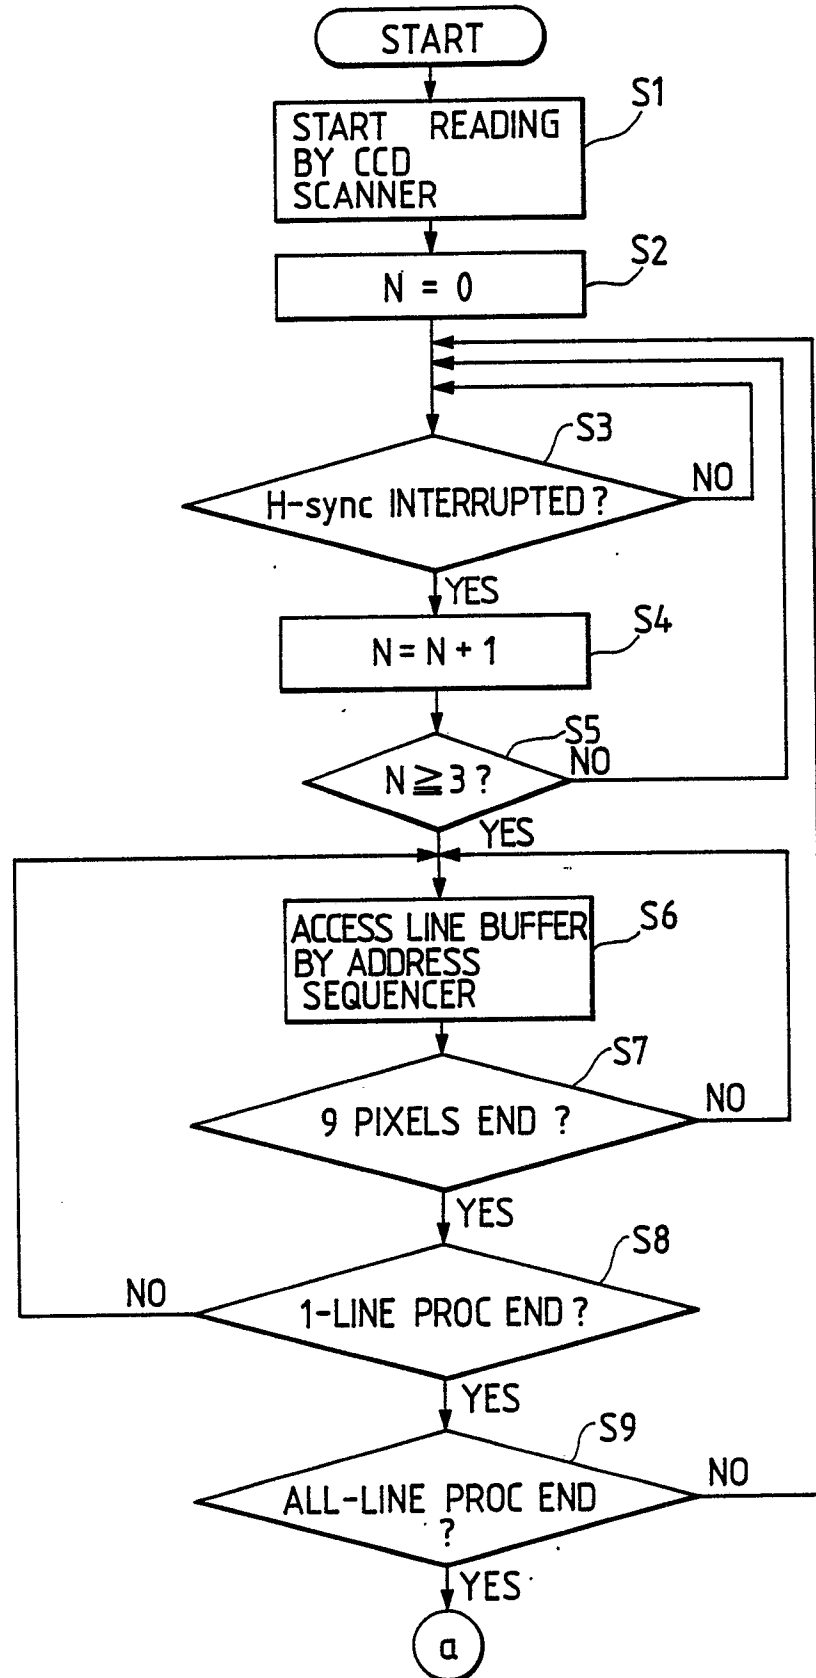 START
S1
START READING
BY CCD
SCANNER
S2
N = 0
S3
H-sync INTERRUPTED?
NO
YES
S4
N = N + 1
S5
N ≧ 3?
NO
YES
S6
ACCESS LINE BUFFER
BY ADDRESS
SEQUENCER
S7
9 PIXELS END ?
NO
YES
S8
1-LINE PROC END ?
NO
YES
S9
ALL-LINE PROC END
?
NO
YES
a